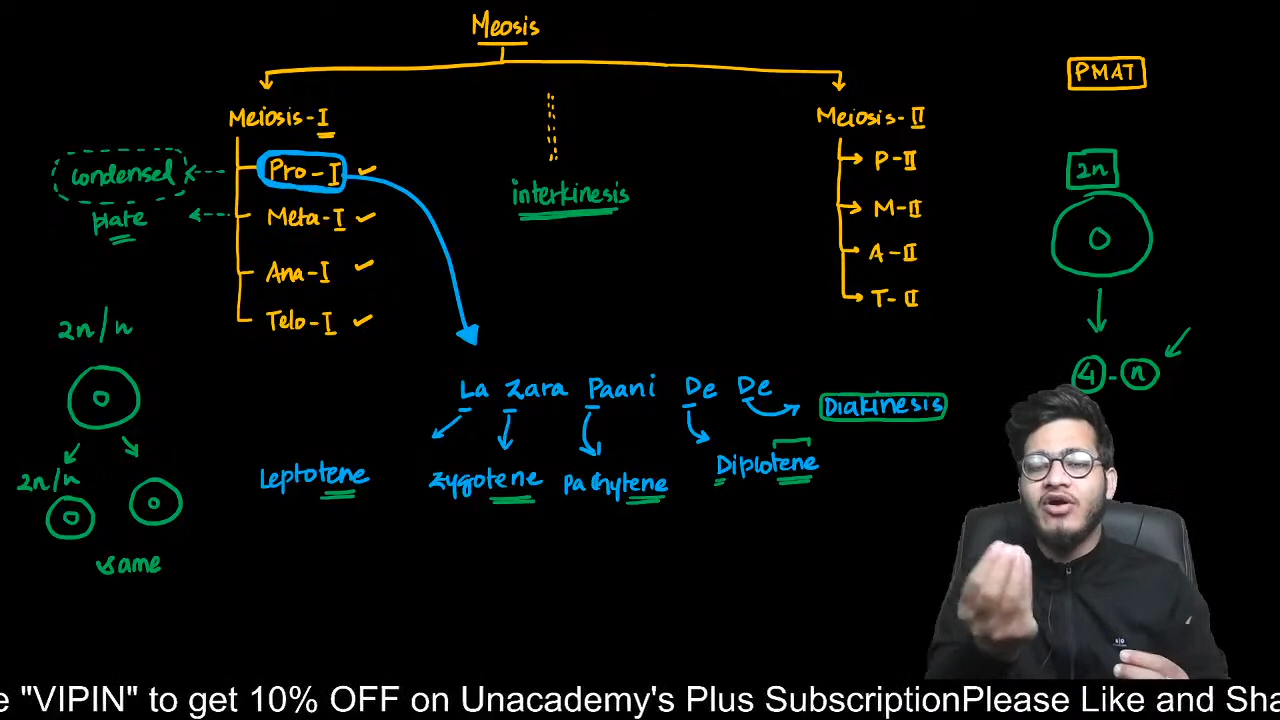 Meosis
PMAT
Meiosis-I
Meiosis-II
condensed
Pro-I
P-II
2n
interkinesis
plate
Meta-I
M-II
Ana-I
A-II
Telo-I
T-II
2n/n
4-n
La Zara Paani De De
Diakinesis
Leptotene
Zygotene
Pachytene
Diplotene
2n/n
same
e "VIPIN" to get 10% OFF on Unacademy's Plus SubscriptionPlease Like and Sha